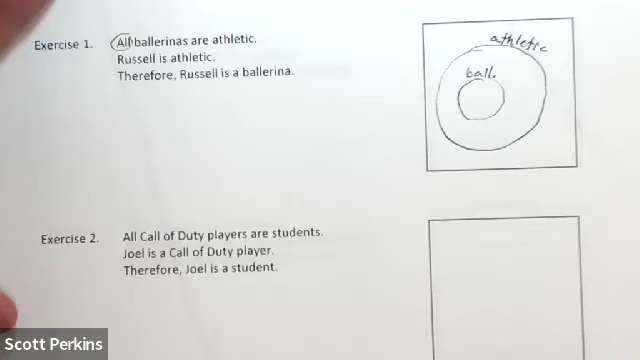 Exercise 1. All ballerinas are athletic.
Russell is athletic.
Therefore, Russell is a ballerina.
athletic
ball.
Exercise 2. All Call of Duty players are students.
Joel is a Call of Duty player.
Therefore, Joel is a student.
Scott Perkins